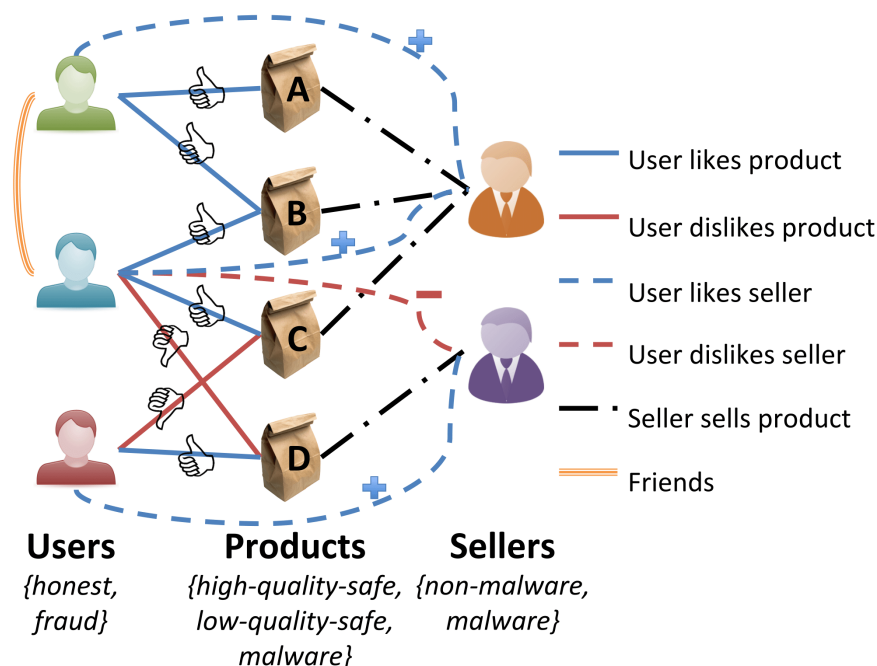 A
B
C
D
User likes product
User dislikes product
User likes seller
User dislikes seller
Seller sells product
Friends
Users
{honest,
fraud}
Products
{high-quality-safe,
low-quality-safe,
malware}
Sellers
{non-malware,
malware}